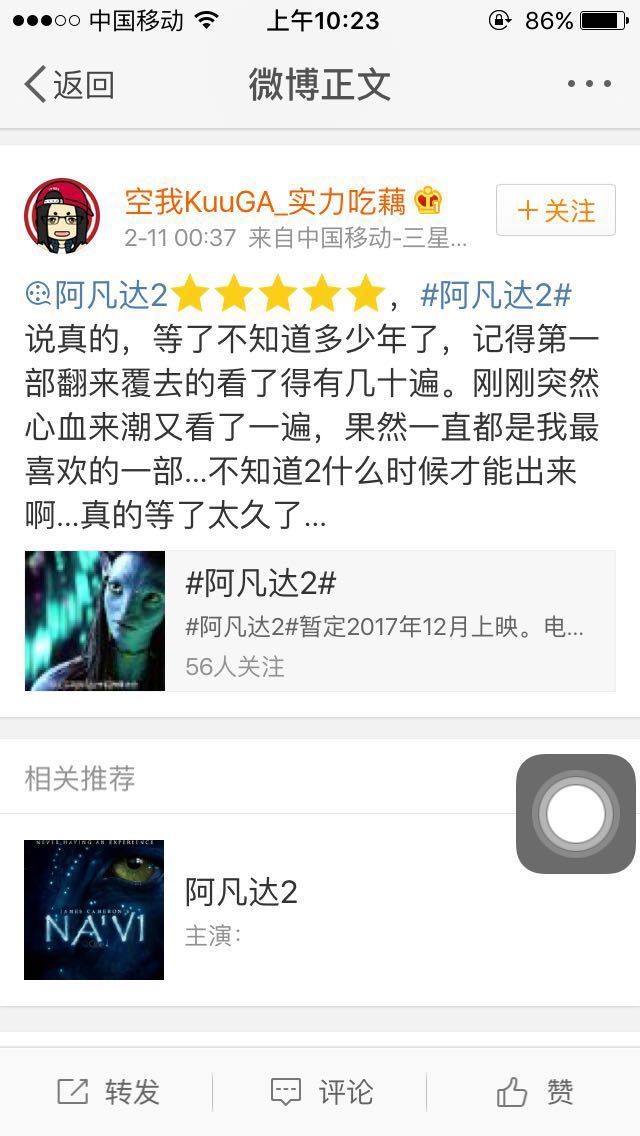 中国移动 上午10:23 86%
返回 微博正文
空我KuuGA_实力吃藕
+关注
2-11 00:37 来自中国移动-三星...
阿凡达2⭐⭐⭐⭐⭐，#阿凡达2#
说真的，等了不知道多少年了，记得第一
部翻来覆去的看了得有几十遍。刚刚突然
心血来潮又看了一遍，果然一直都是我最
喜欢的一部...不知道2什么时候才能出来
啊...真的等了太久了...
#阿凡达2#
#阿凡达2#暂定2017年12月上映。电...
56人关注
相关推荐
NEVER HAVING AN EXPERIENCE
JAMES CAMERON'S
NA'VI
阿凡达2
主演：
转发 评论 赞